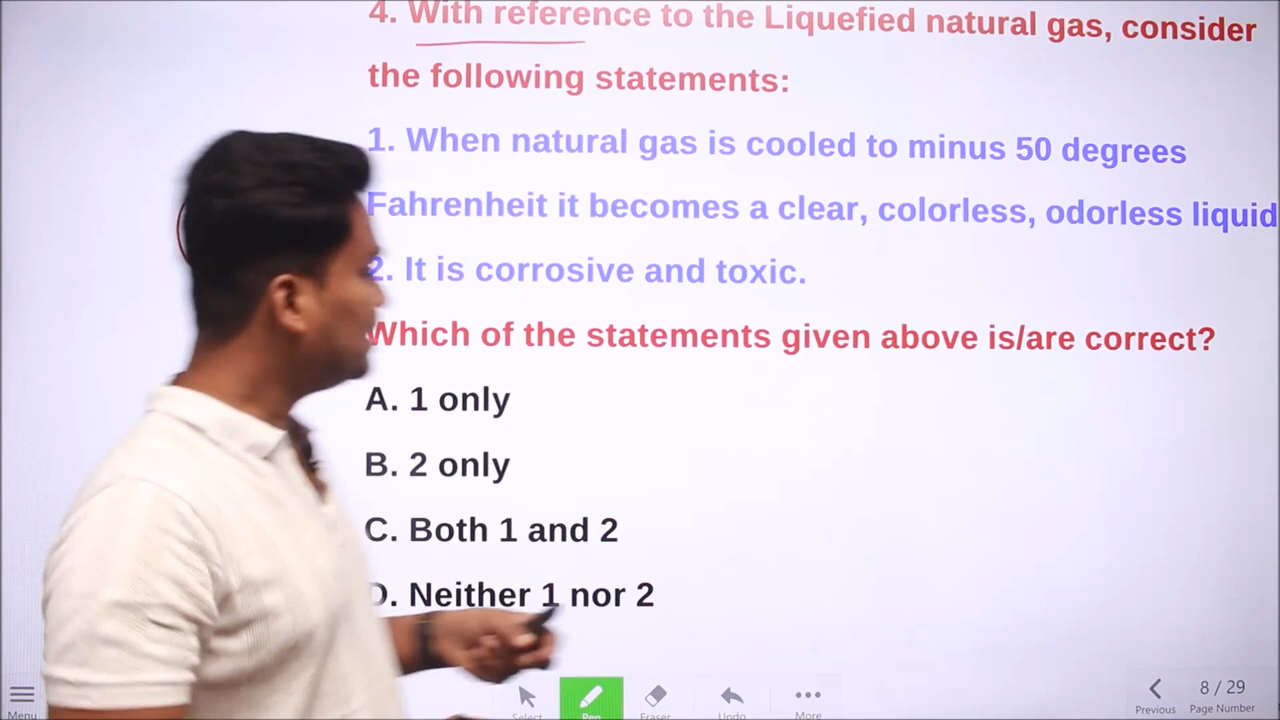 4. With reference to the Liquefied natural gas, consider
the following statements:
1. When natural gas is cooled to minus 50 degrees
Fahrenheit it becomes a clear, colorless, odorless liquid
2. It is corrosive and toxic.
Which of the statements given above is/are correct?
A. 1 only
B. 2 only
C. Both 1 and 2
D. Neither 1 nor 2
Menu
Select
Pen
Eraser
Undo
More
Previous
8 / 29
Page Number